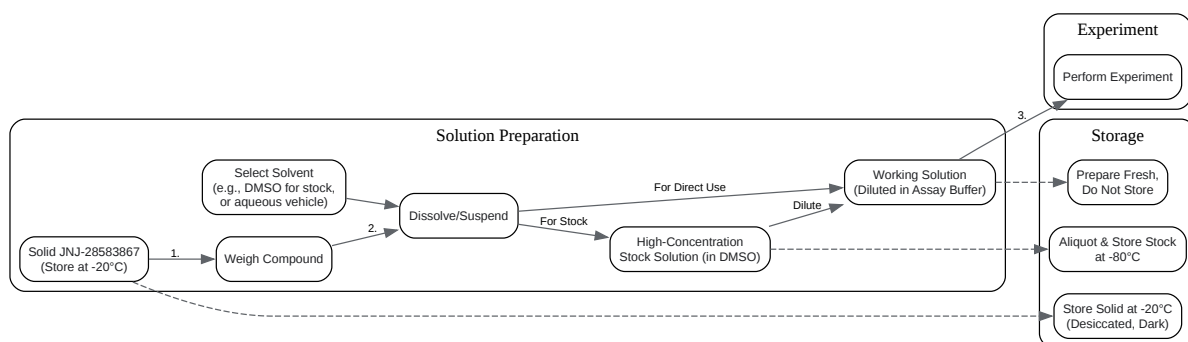 Experiment
Perform Experiment
3.
Solution Preparation
Storage
Select Solvent
(e.g., DMSO for stock,
or aqueous vehicle)
Dissolve/Suspend
For Direct Use
For Stock
Dilute
Working Solution
(Diluted in Assay Buffer)
Prepare Fresh,
Do Not Store
Solid JNJ-28583867
(Store at -20°C)
1.
Weigh Compound
2.
High-Concentration
Stock Solution (in DMSO)
Aliquot & Store Stock
at -80°C
Store Solid at -20°C
(Desiccated, Dark)